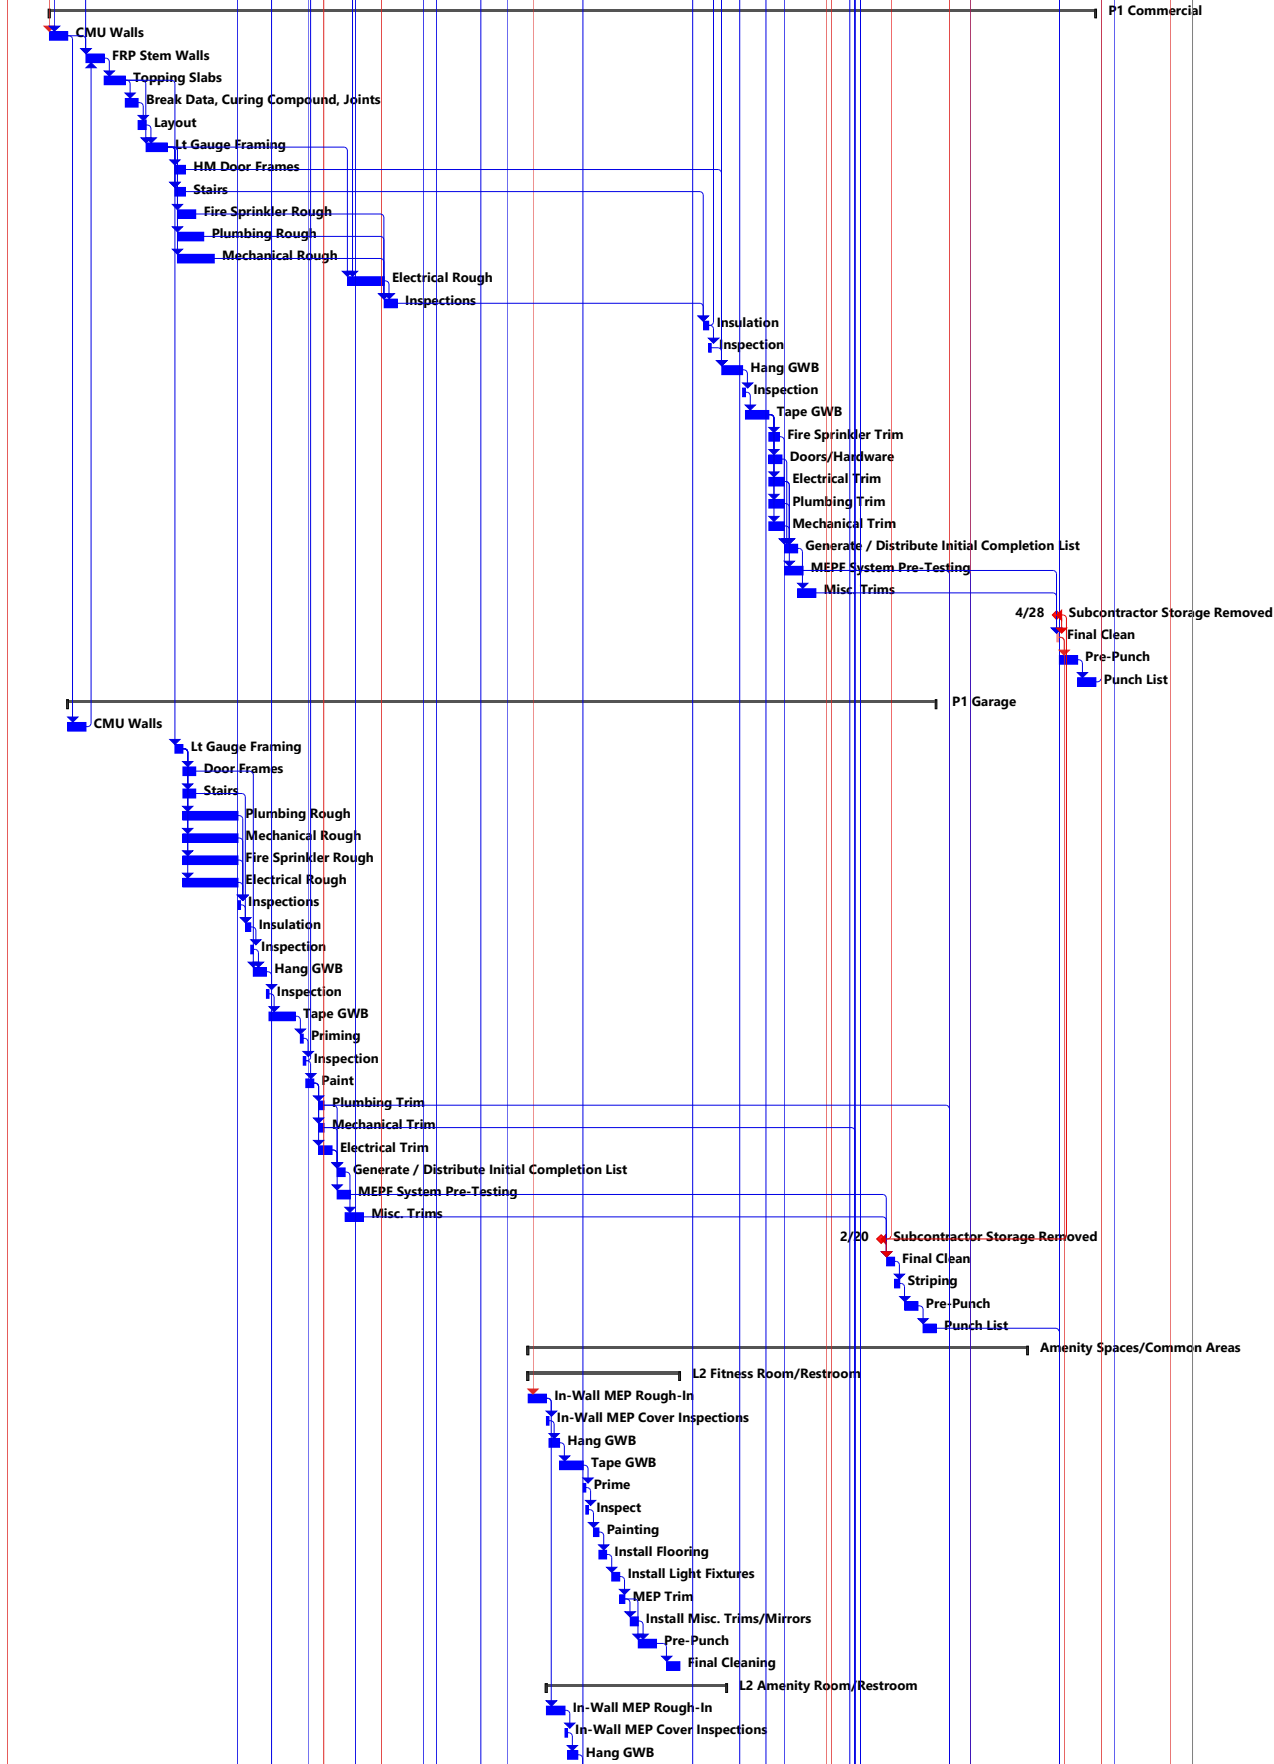 P1 Commercial
CMU Walls
FRP Stem Walls
Topping Slabs
Break Data, Curing Compound, Joints
Layout
Lt Gauge Framing
HM Door Frames
Stairs
Fire Sprinkler Rough
Plumbing Rough
Mechanical Rough
Electrical Rough
Inspections
Insulation
Inspection
Hang GWB
Inspection
Tape GWB
Fire Sprinkler Trim
Doors/Hardware
Electrical Trim
Plumbing Trim
Mechanical Trim
Generate / Distribute Initial Completion List
MEPF System Pre-Testing
Misc. Trims
4/28 Subcontractor Storage Removed
Final Clean
Pre-Punch
Punch List
P1 Garage
CMU Walls
Lt Gauge Framing
Door Frames
Stairs
Plumbing Rough
Mechanical Rough
Fire Sprinkler Rough
Electrical Rough
Inspections
Insulation
Inspection
Hang GWB
Inspection
Tape GWB
Priming
Inspection
Paint
Plumbing Trim
Mechanical Trim
Electrical Trim
Generate / Distribute Initial Completion List
MEPF System Pre-Testing
Misc. Trims
2/20 Subcontractor Storage Removed
Final Clean
Striping
Pre-Punch
Punch List
Amenity Spaces/Common Areas
L2 Fitness Room/Restroom
In-Wall MEP Rough-In
In-Wall MEP Cover Inspections
Hang GWB
Tape GWB
Prime
Inspect
Painting
Install Flooring
Install Light Fixtures
MEP Trim
Install Misc. Trims/Mirrors
Pre-Punch
Final Cleaning
L2 Amenity Room/Restroom
In-Wall MEP Rough-In
In-Wall MEP Cover Inspections
Hang GWB